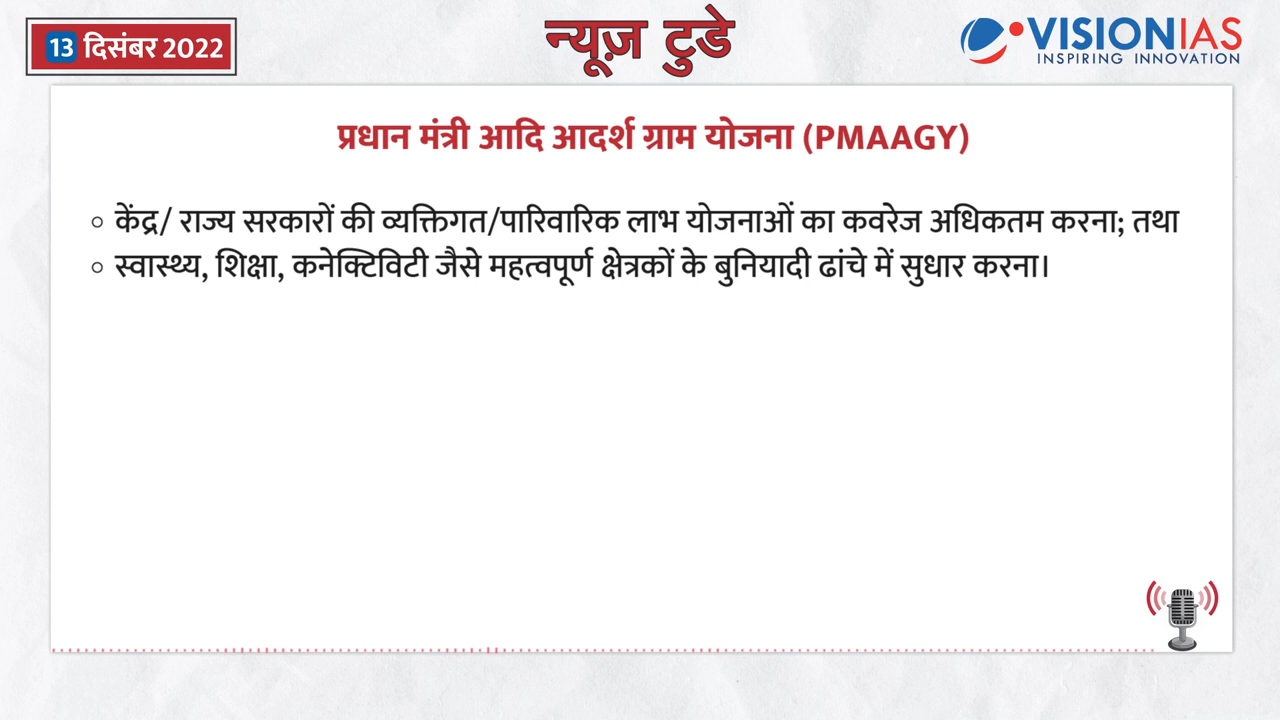 13 दिसंबर 2022
न्यूज़ टुडे
VISIONIAS
INSPIRING INNOVATION
प्रधान मंत्री आदि आदर्श ग्राम योजना (PMAAGY)
केंद्र/ राज्य सरकारों की व्यक्तिगत/पारिवारिक लाभ योजनाओं का कवरेज अधिकतम करना; तथा
स्वास्थ्य, शिक्षा, कनेक्टिविटी जैसे महत्वपूर्ण क्षेत्रकों के बुनियादी ढांचे में सुधार करना।